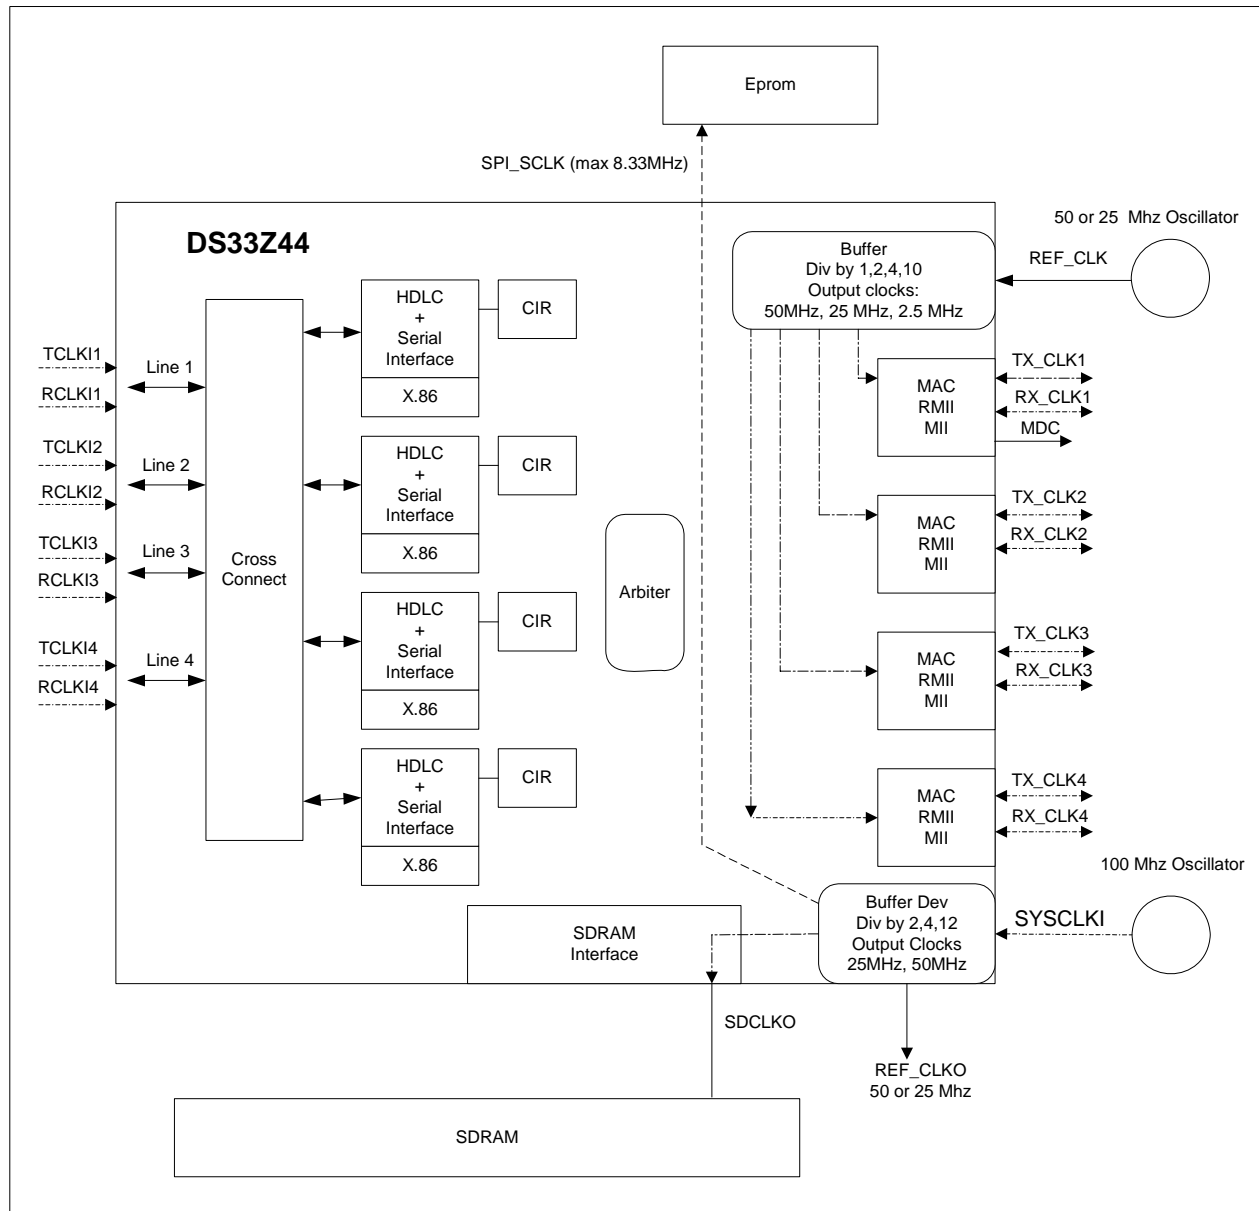 Eprom
SPI_SCLK (max 8.33MHz)
DS33Z44
50 or 25 Mhz Oscillator
REF_CLK
Buffer
Div by 1,2,4,10
Output clocks:
50MHz, 25 MHz, 2.5 MHz
TCLKI1
RCLKI1
Line 1
TCLKI2
RCLKI2
Line 2
TCLKI3
RCLKI3
Line 3
TCLKI4
RCLKI4
Line 4
Cross
Connect
HDLC
+
Serial
Interface
X.86
CIR
HDLC
+
Serial
Interface
X.86
CIR
HDLC
+
Serial
Interface
X.86
CIR
HDLC
+
Serial
Interface
X.86
CIR
Arbiter
MAC
RMII
MII
TX_CLK1
RX_CLK1
MDC
MAC
RMII
MII
TX_CLK2
RX_CLK2
MAC
RMII
MII
TX_CLK3
RX_CLK3
MAC
RMII
MII
TX_CLK4
RX_CLK4
100 Mhz Oscillator
SYSCLKI
Buffer Dev
Div by 2,4,12
Output Clocks
25MHz, 50MHz
SDRAM
Interface
SDCLKO
REF_CLKO
50 or 25 Mhz
SDRAM